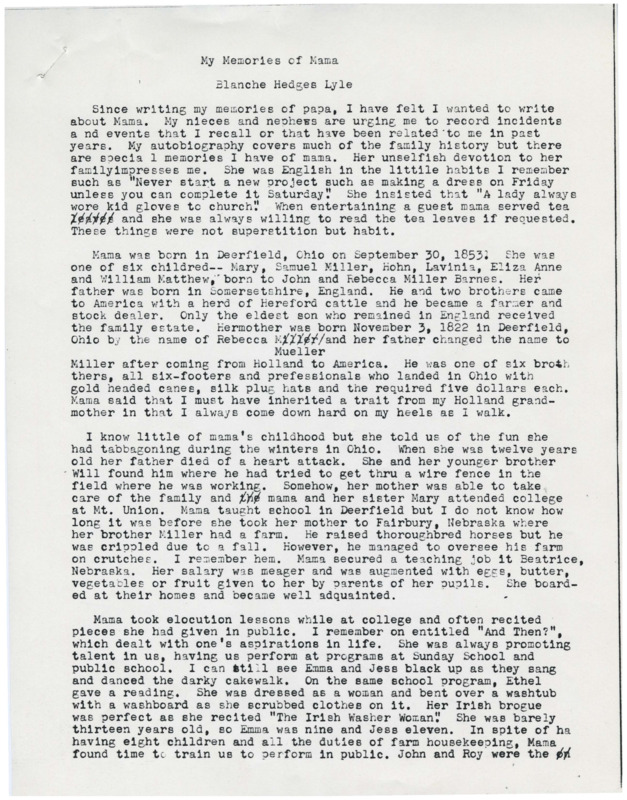 My Memories of Mama
Blanche Hedges Lyle
Since writing my memories of papa, I have felt I wanted to write
about Mama. My nieces and nephews are urging me to record incidents
a nd events that I recall or that have been related to me in past
years. My autobiography covers much of the family history but there
are specia l memories I have of mama. Her unselfish devotion to her
familyimpresses me. She was English in the littile habits I remember
such as "Never start a new project such as making a dress on Friday
unless you can complete it Saturday". She insisted that "A lady always
wore kid gloves to church". When entertaining a guest mama served tea
and she was always willing to read the tea leaves if requested.
These things were not superstition but habit.
Mama was born in Deerfield, Ohio on September 30, 1853. She was
one of six childred-- Mary, Samuel Miller, Hohn, Lavinia, Eliza Anne
and William Matthew, born to John and Rebecca Miller Barnes. Her
father was born in Somersetshire, England. He and two brothers came
to America with a herd of Hereford cattle and he became a farmer and
stock dealer. Only the eldest son who remained in England received
the family estate. Hermother was born November 3, 1822 in Deerfield,
Ohio by the name of Rebecca and her father changed the name to
Mueller
Miller after coming from Holland to America. He was one of six broth
thers, all six-footers and prefessionals who landed in Ohio with
gold headed canes, silk plug hats and the required five dollars each.
Mama said that I must have inherited a trait from my Holland grand-
mother in that I always come down hard on my heels as I walk.
I know little of mama's childhood but she told us of the fun she
had tabbagoning during the winters in Ohio. When she was twelve years
old her father died of a heart attack. She and her younger brother
Will found him where he had tried to get thru a wire fence in the
field where he was working. Somehow, her mother was able to take
care of the family and mama and her sister Mary attended college
at Mt. Union. Mama taught school in Deerfield but I do not know how
long it was before she took her mother to Fairbury, Nebraska where
her brother Miller had a farm. He raised thoroughbred horses but he
was crippled due to a fall. However, he managed to oversee his farm
on crutches. I remember hem. Mama secured a teaching job it Beatrice,
Nebraska. Her salary was meager and was augmented with eggs, butter,
vegetables or fruit given to her by parents of her pupils. She board-
ed at their homes and became well adquainted.
Mama took elocution lessons while at college and often recited
pieces she had given in public. I remember on entitled "And Then?",
which dealt with one's aspirations in life. She was always promoting
talent in us, having us perform at programs at Sunday School and
public school. I can still see Emma and Jess black up as they sang
and danced the darky cakewalk. On the same school program, Ethel
gave a reading. She was dressed as a woman and bent over a washtub
with a washboard as she scrubbed clothes on it. Her Irish brogue
was perfect as she recited "The Irish Washer Woman". She was barely
thirteen years old, so Emma was nine and Jess eleven. In spite of ha
having eight children and all the duties of farm housekeeping, Mama
found time to train us to perform in public. John and Roy were the